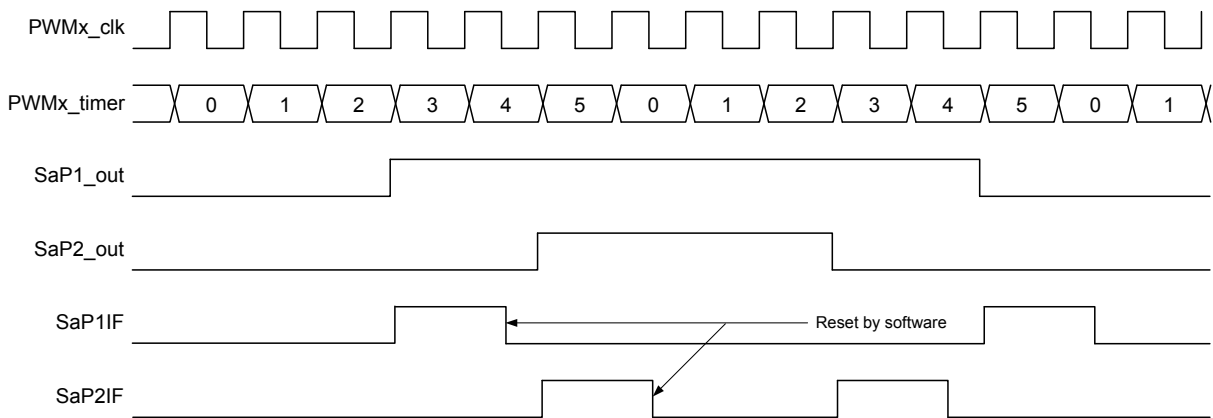 PWMx_clk
PWMx_timer 0 1 2 3 4 5 0 1 2 3 4 5 0 1
SaP1_out
SaP2_out
SaP1IF Reset by software
SaP2IF